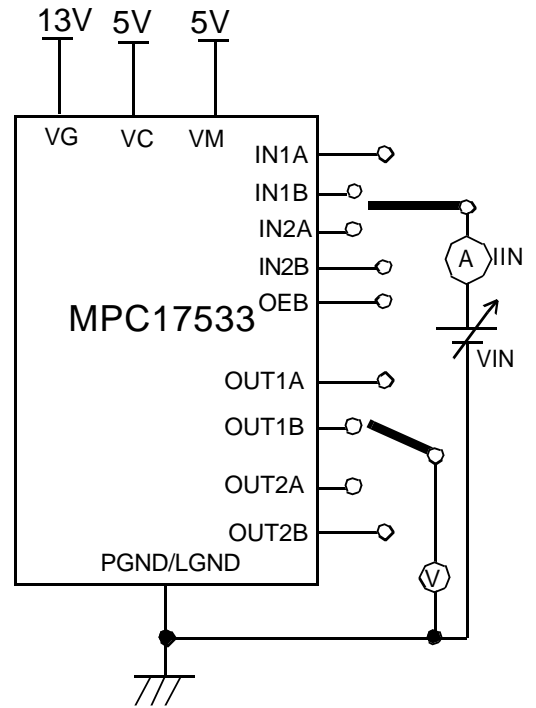 13V 5V 5V
VG VC VM
IN1A
IN1B
IN2A
A IIN
IN2B
OEB
MPC17533
VIN
OUT1A
OUT1B
OUT2A
OUT2B
PGND/LGND
V